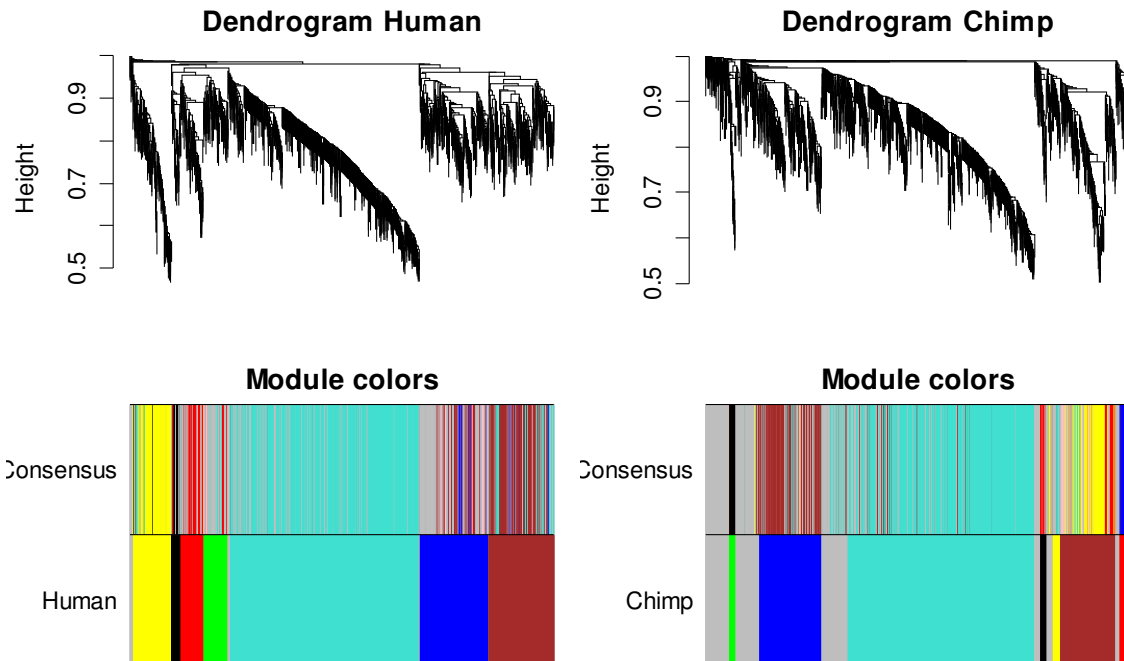 Dendrogram Human
Height
0.9
0.7
0.5
Module colors
Consensus
Human
Dendrogram Chimp
Height
0.9
0.7
0.5
Module colors
Consensus
Chimp